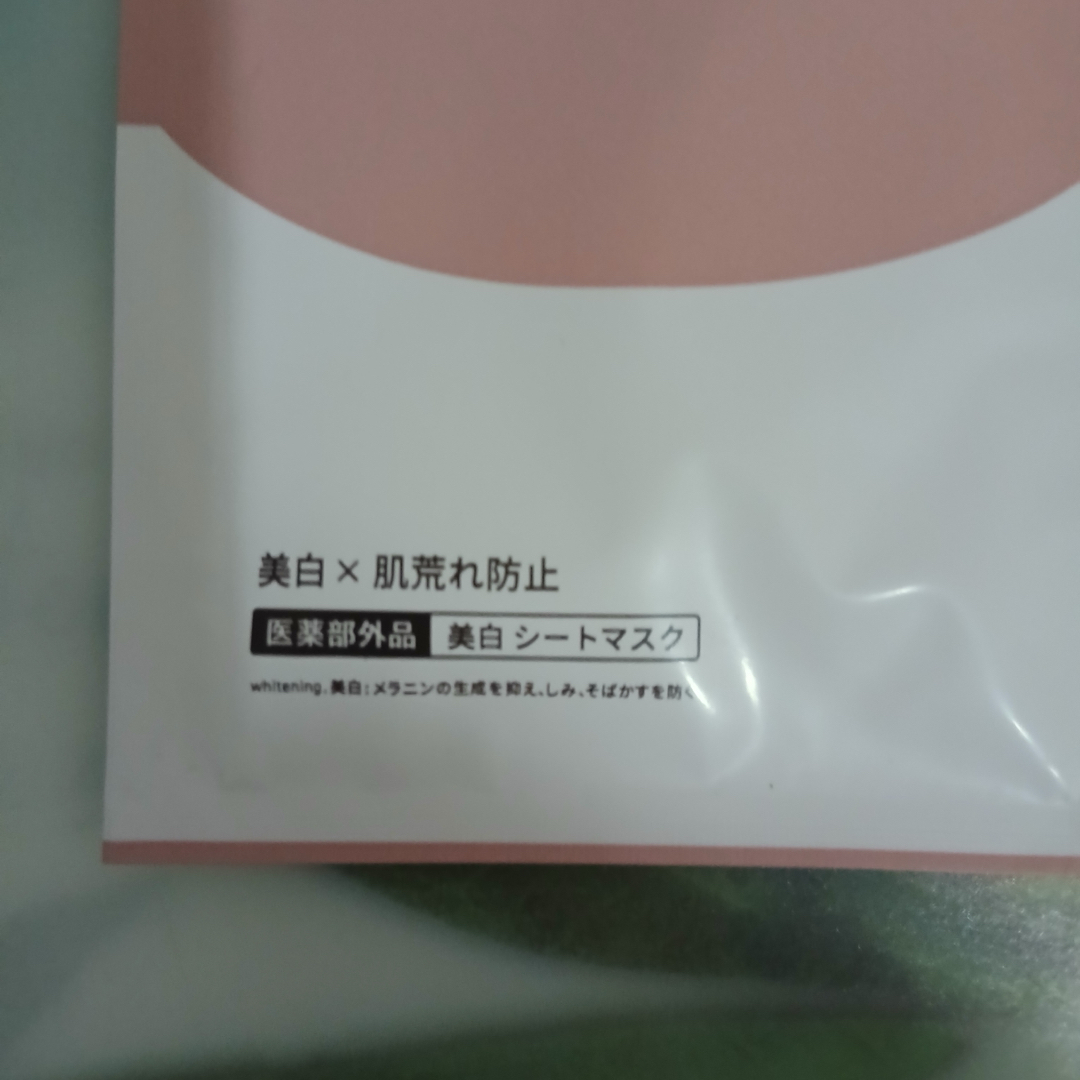 美白×肌荒れ防止
医薬部外品 美白 シートマスク
whitening. 美白:メラニンの生成を抑え、しみ、そばかすを防く